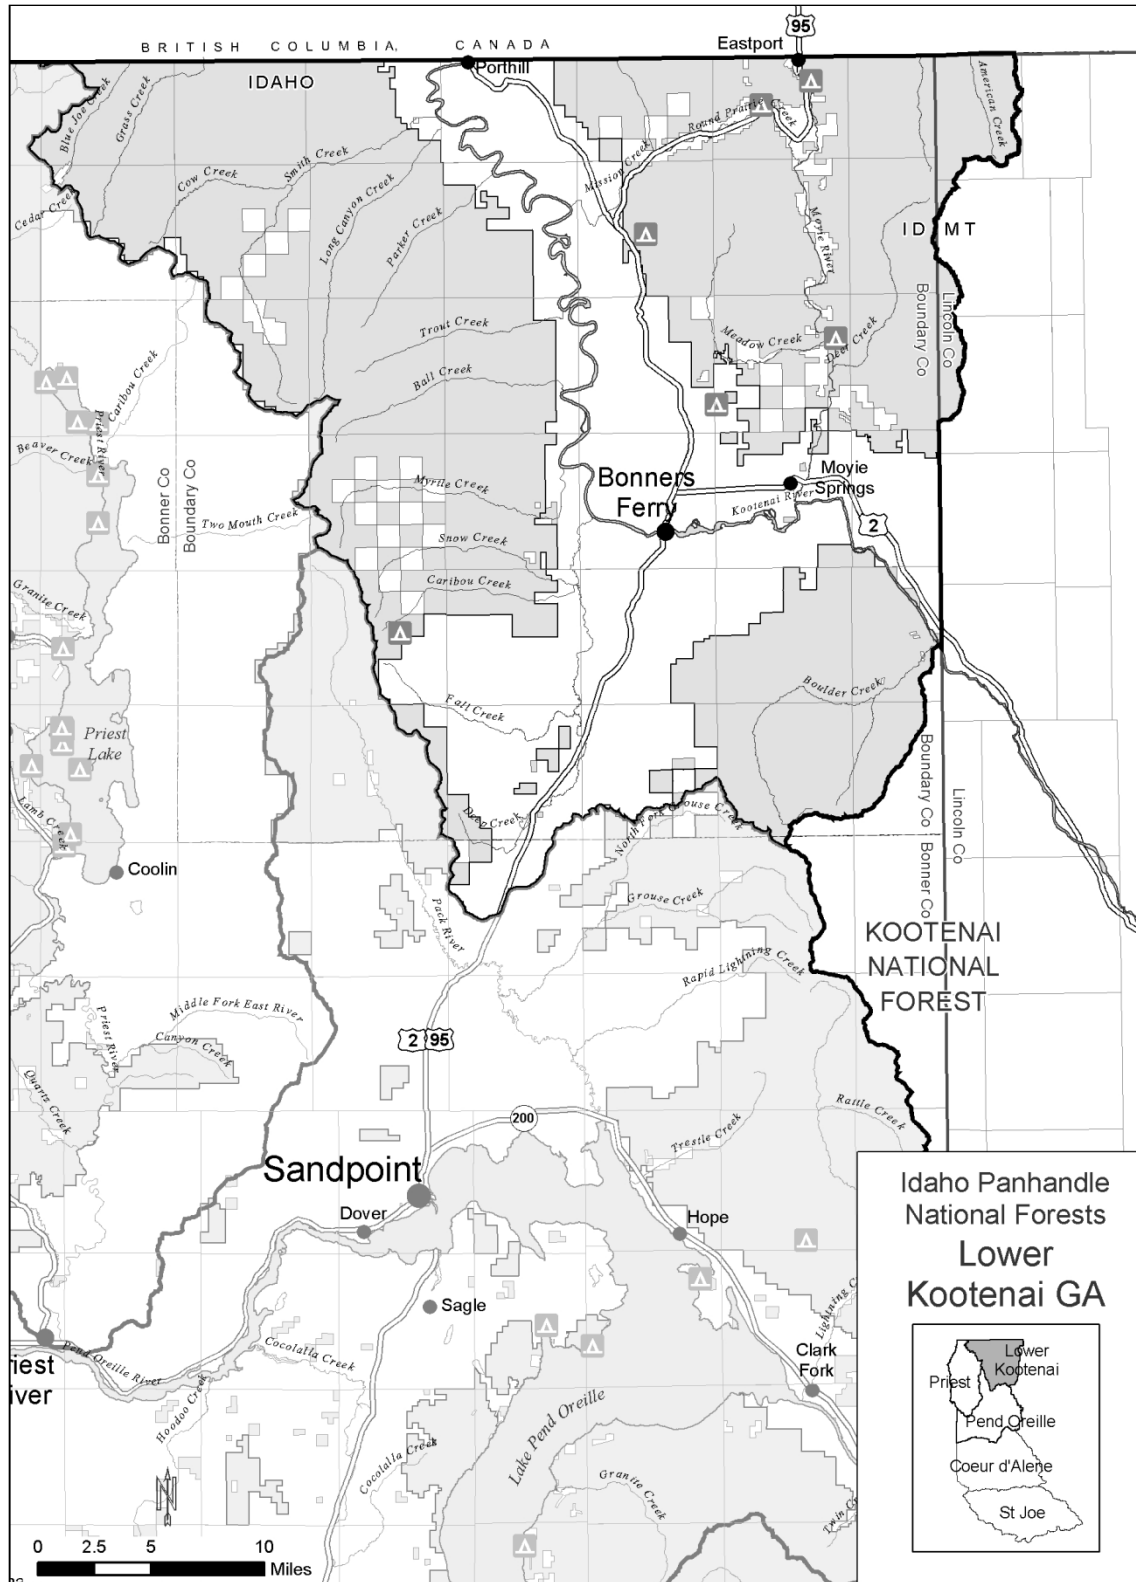 95
Eastport
BRITISH COLUMBIA, CANADA
Porthill
IDAHO
Blue Joe Creek
Grass Creek
American Creek
Round Prairie Creek
Mission Creek
Smith Creek
Cow Creek
Long Canyon Creek
Parker Creek
Cedar Creek
Moyie River
ID MT
Boundary Co
Lincoln Co
Trout Creek
Meadow Creek
Deer Creek
Ball Creek
Caribou Creek
Priest River
Beaver Creek
Bonner Co
Boundary Co
Myrtle Creek
Bonners
Ferry
Moyie
Springs
Kootenai River
2
Two Mouth Creek
Snow Creek
Caribou Creek
Granite Creek
Boulder Creek
Fall Creek
Priest
Lake
Boundary Co
Lincoln Co
Bonner Co
Lamb Creek
Deep Creek
North Fork Grouse Creek
Coolin
Grouse Creek
Pack River
KOOTENAI
NATIONAL
FOREST
Rapid Lightning Creek
Middle Fork East River
Priest River
Canyon Creek
2 95
Quartz Creek
Rattle Creek
200
Trestle Creek
Sandpoint
Dover
Hope
Sagle
Lightning C
Cocolalla Creek
Pend Oreille River
riest
iver
Hoodoo Creek
Clark
Fork
Lake Pend Oreille
Cocolalla Creek
Granite Creek
Twin C
N
0 2.5 5 10
Miles
Idaho Panhandle
National Forests
Lower
Kootenai GA
Lower
Kootenai
Priest
Pend Oreille
Coeur d'Alene
St Joe